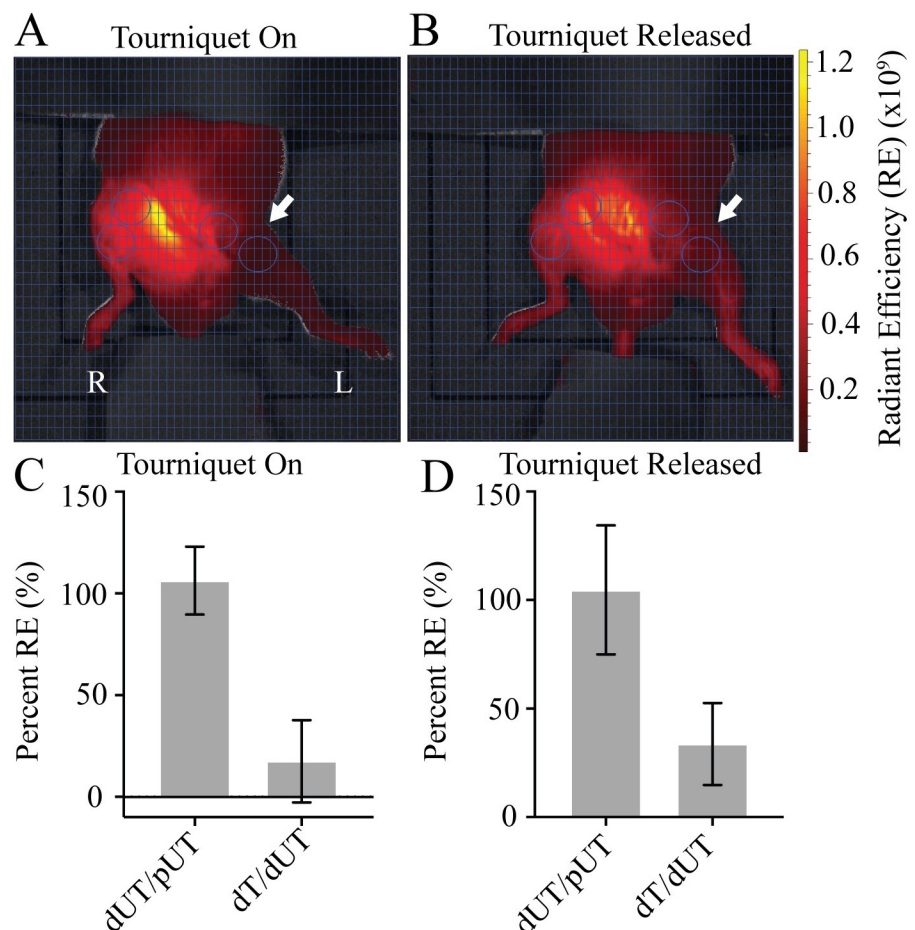 A
Tourniquet On
B
Tourniquet Released
R
L
1.2
1.0
0.8
0.6
0.4
0.2
Radiant Efficiency (RE) (x10⁹)
C
Tourniquet On
150
100
50
0
Percent RE (%)
dUT/pUT
dT/dUT
D
Tourniquet Released
150
100
50
0
Percent RE (%)
dUT/pUT
dT/dUT